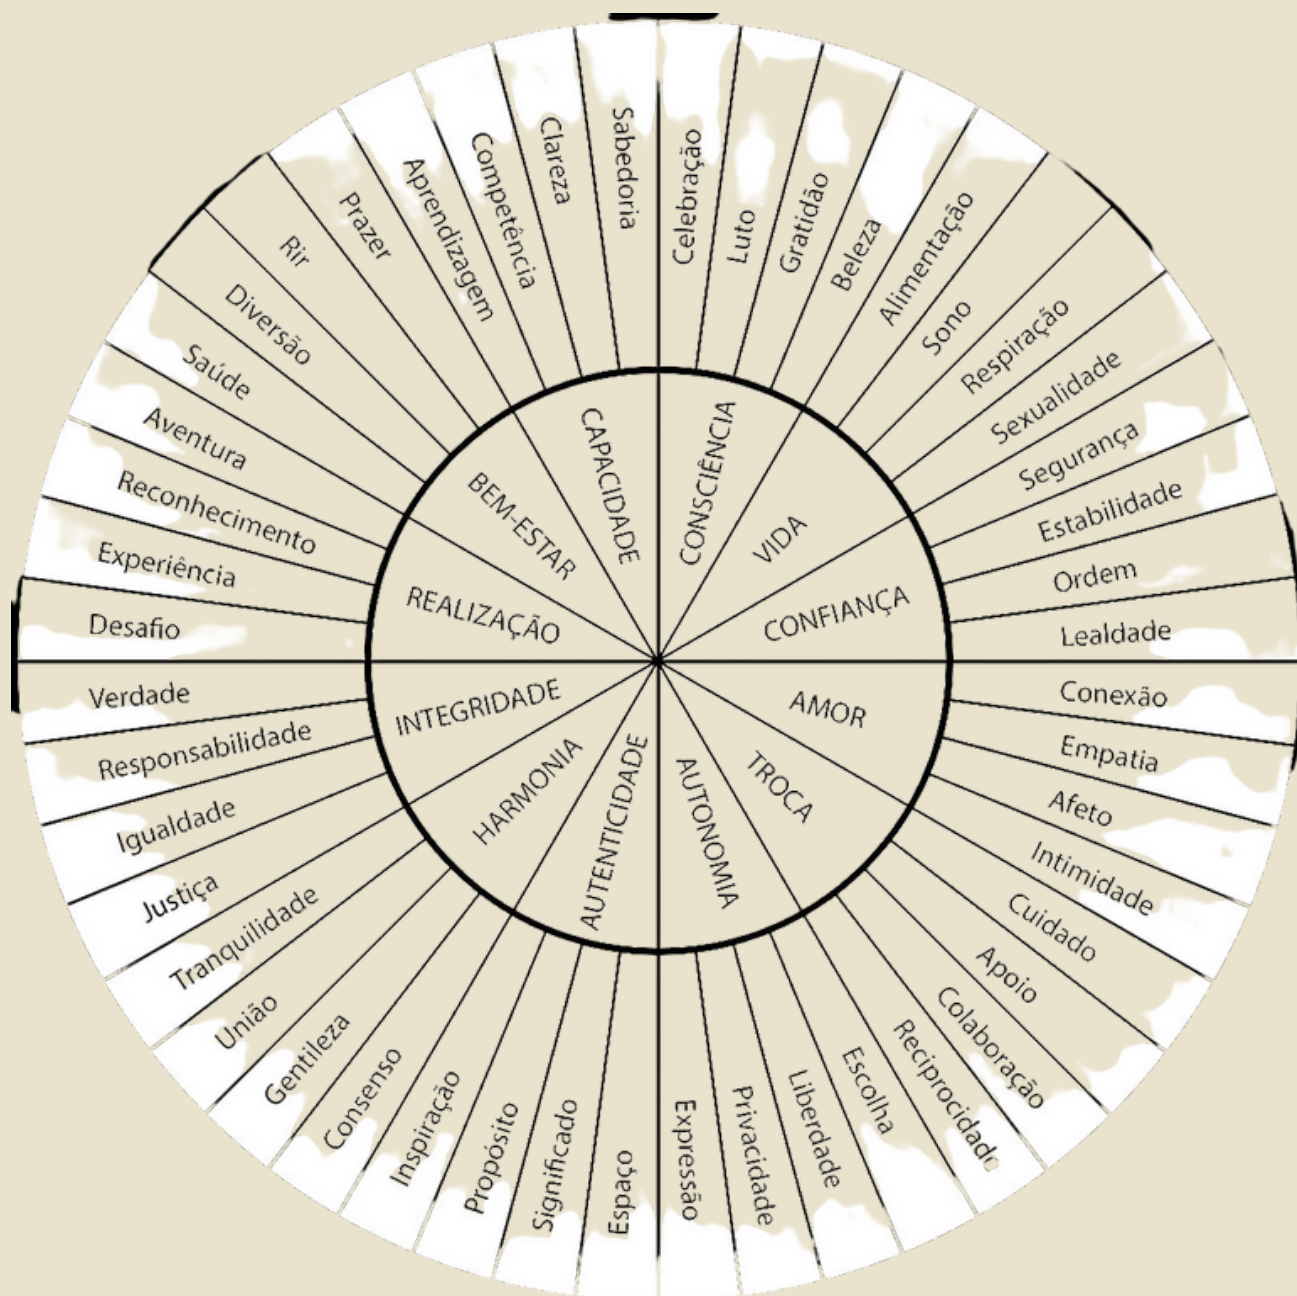 Celebração
Luto
Gratidão
Beleza
Alimentação
Sono
Respiração
Sexualidade
Segurança
Estabilidade
Ordem
Lealdade
Conexão
Empatia
Afeto
Intimidade
Cuidado
Apoio
Colaboração
Reciprocidade
Escolha
Liberdade
Privacidade
Expressão
Espaço
Significado
Propósito
Inspiração
Consenso
Gentileza
União
Tranquilidade
Justiça
Igualdade
Responsabilidade
Verdade
Desafio
Experiência
Reconhecimento
Aventura
Saúde
Diversão
Rir
Prazer
Aprendizagem
Competência
Clareza
Sabedoria
CONSCIÊNCIA
VIDA
CONFIANÇA
AMOR
TROCA
AUTONOMIA
AUTENTICIDADE
HARMONIA
INTEGRIDADE
REALIZAÇÃO
BEM-ESTAR
CAPACIDADE